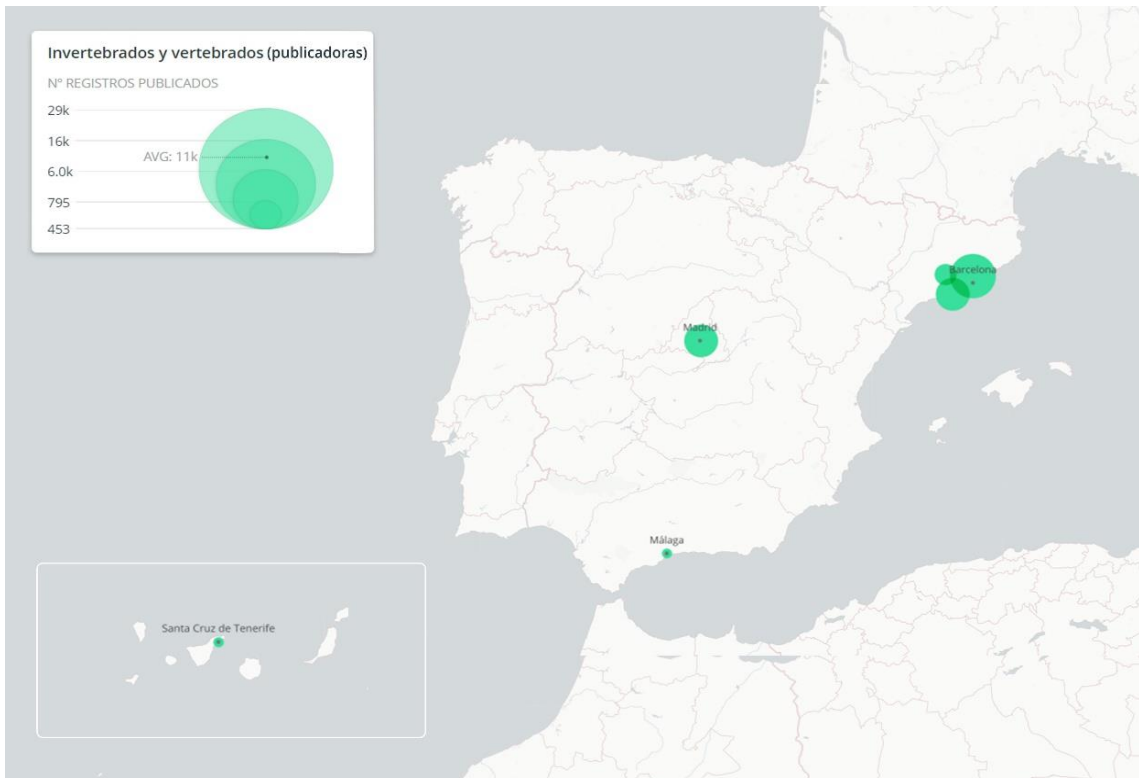 Invertebrados y vertebrados (publicadoras)
Nº REGISTROS PUBLICADOS
29k
16k
AVG: 11k
6.0k
795
453
Barcelona
Madrid
Málaga
Santa Cruz de Tenerife